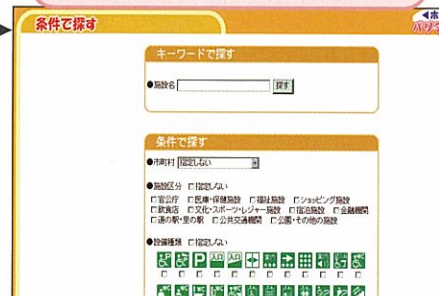 条件で探す
キーワードで探す
●施設名
探す
条件で探す
●市町村 指定しない
●施設区分 □指定しない
□官公庁 □医療・保健施設 □福祉施設 □ショッピング施設
□飲食店 □文化・スポーツ・レジャー施設 □宿泊施設 □金融機関
□道の駅・里の駅 □公共交通機関 □公園・その他の施設
●設備種類 □指定しない